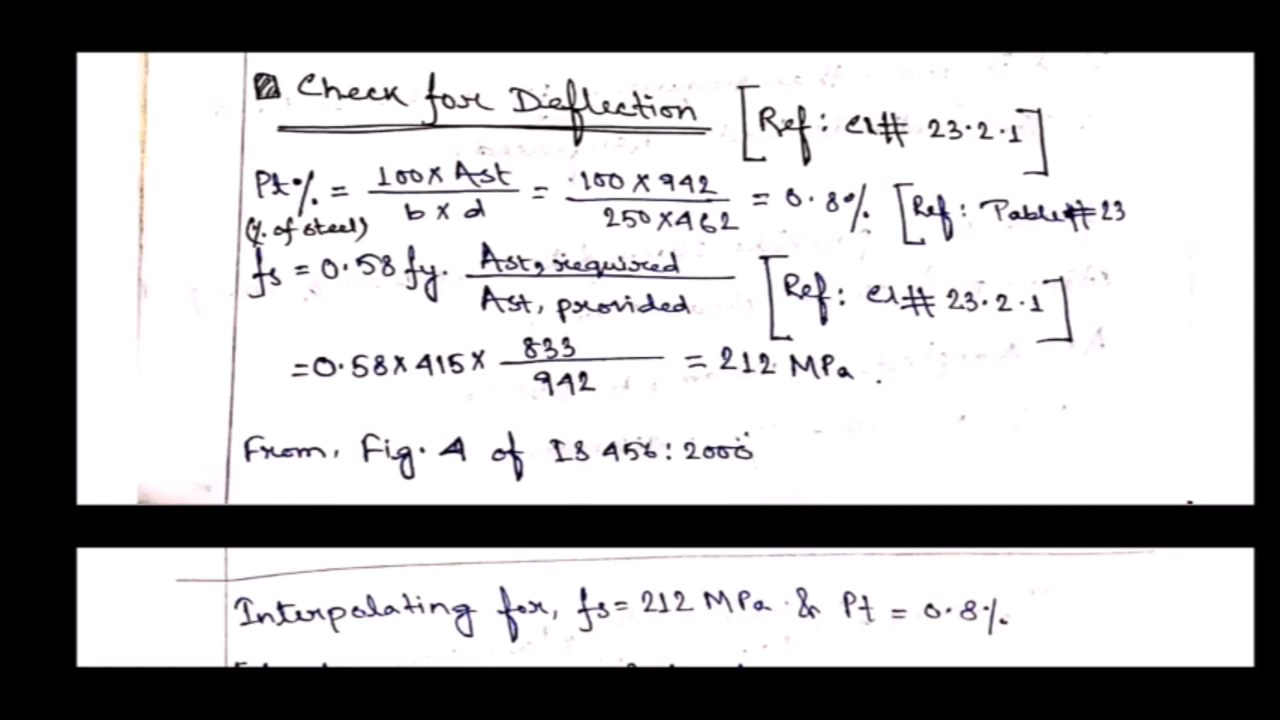 Check for Deflection [Ref: cl# 23.2.1]
Pt% = 100 x Ast / b x d = 100 x 942 / 250 x 462 = 0.8% [Ref: Table# 23
(% of steel)
fs = 0.58 fy. Ast, required / Ast, provided [Ref: cl# 23.2.1]
= 0.58 x 415 x 833 / 942 = 212 MPa.
From, Fig. 4 of IS 456: 2000
Interpolating for, fs = 212 MPa & Pt = 0.8%